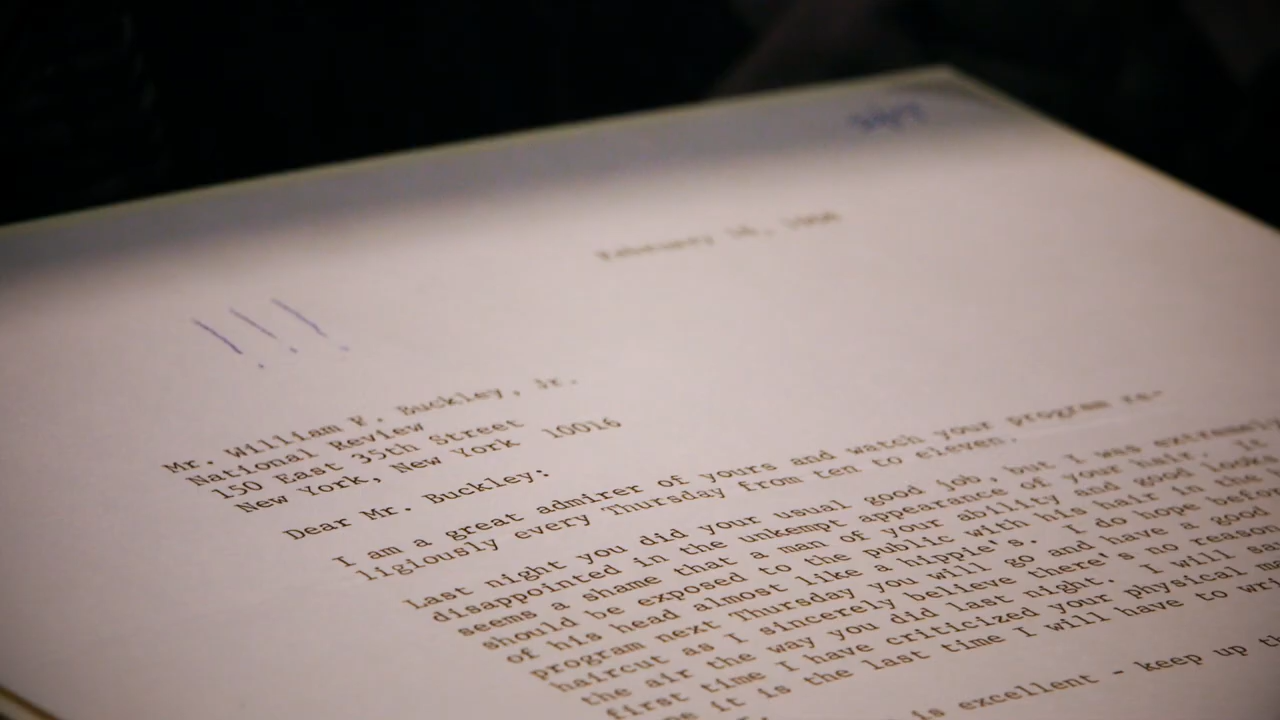 February
!!!
Mr. William F. Buckley, Jr.
National Review
150 East 35th Street
New York, New York 10016
Dear Mr. Buckley:
I am a great admirer of yours and watch your program re-
ligiously every Thursday from ten to eleven.
Last night you did your usual good job, but I was extremely
disappointed in the unkempt appearance of your hair. It
seems a shame that a man of your ability and good looks
should be exposed to the public with his hair in the
of his head almost like a hippie's. I do hope before
program next Thursday you will go and have a good
haircut as I sincerely believe there's no reason
the air the way you did last night. I will
first time I have criticized your physical
it is the last time I will have to
is excellent - keep up